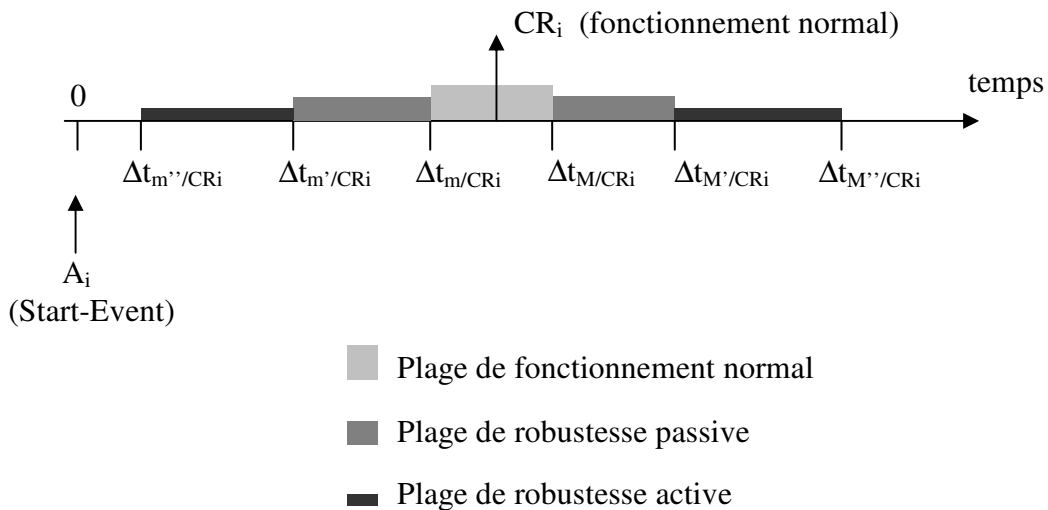 CRi (fonctionnement normal)
0
temps
Δtm’’/CRi
Δtm’/CRi
Δtm/CRi
ΔtM/CRi
ΔtM’/CRi
ΔtM’’/CRi
Ai
(Start-Event)
Plage de fonctionnement normal
Plage de robustesse passive
Plage de robustesse active